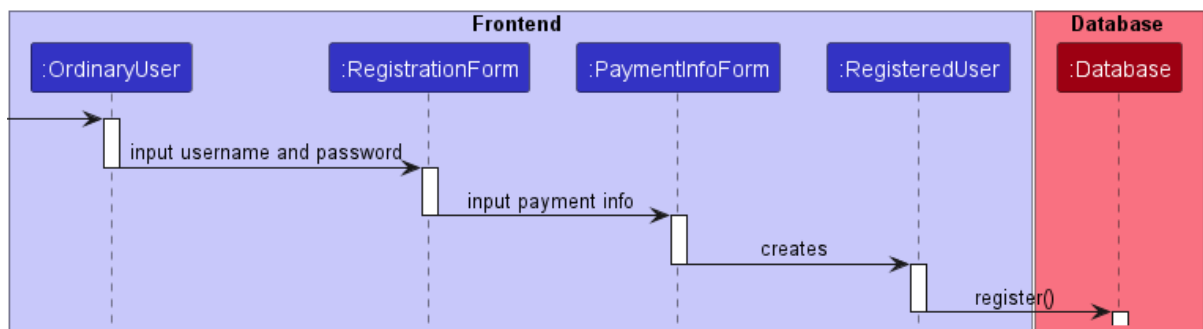 Frontend
Database
:OrdinaryUser
:RegistrationForm
:PaymentInfoForm
:RegisteredUser
:Database
input username and password
input payment info
creates
register()